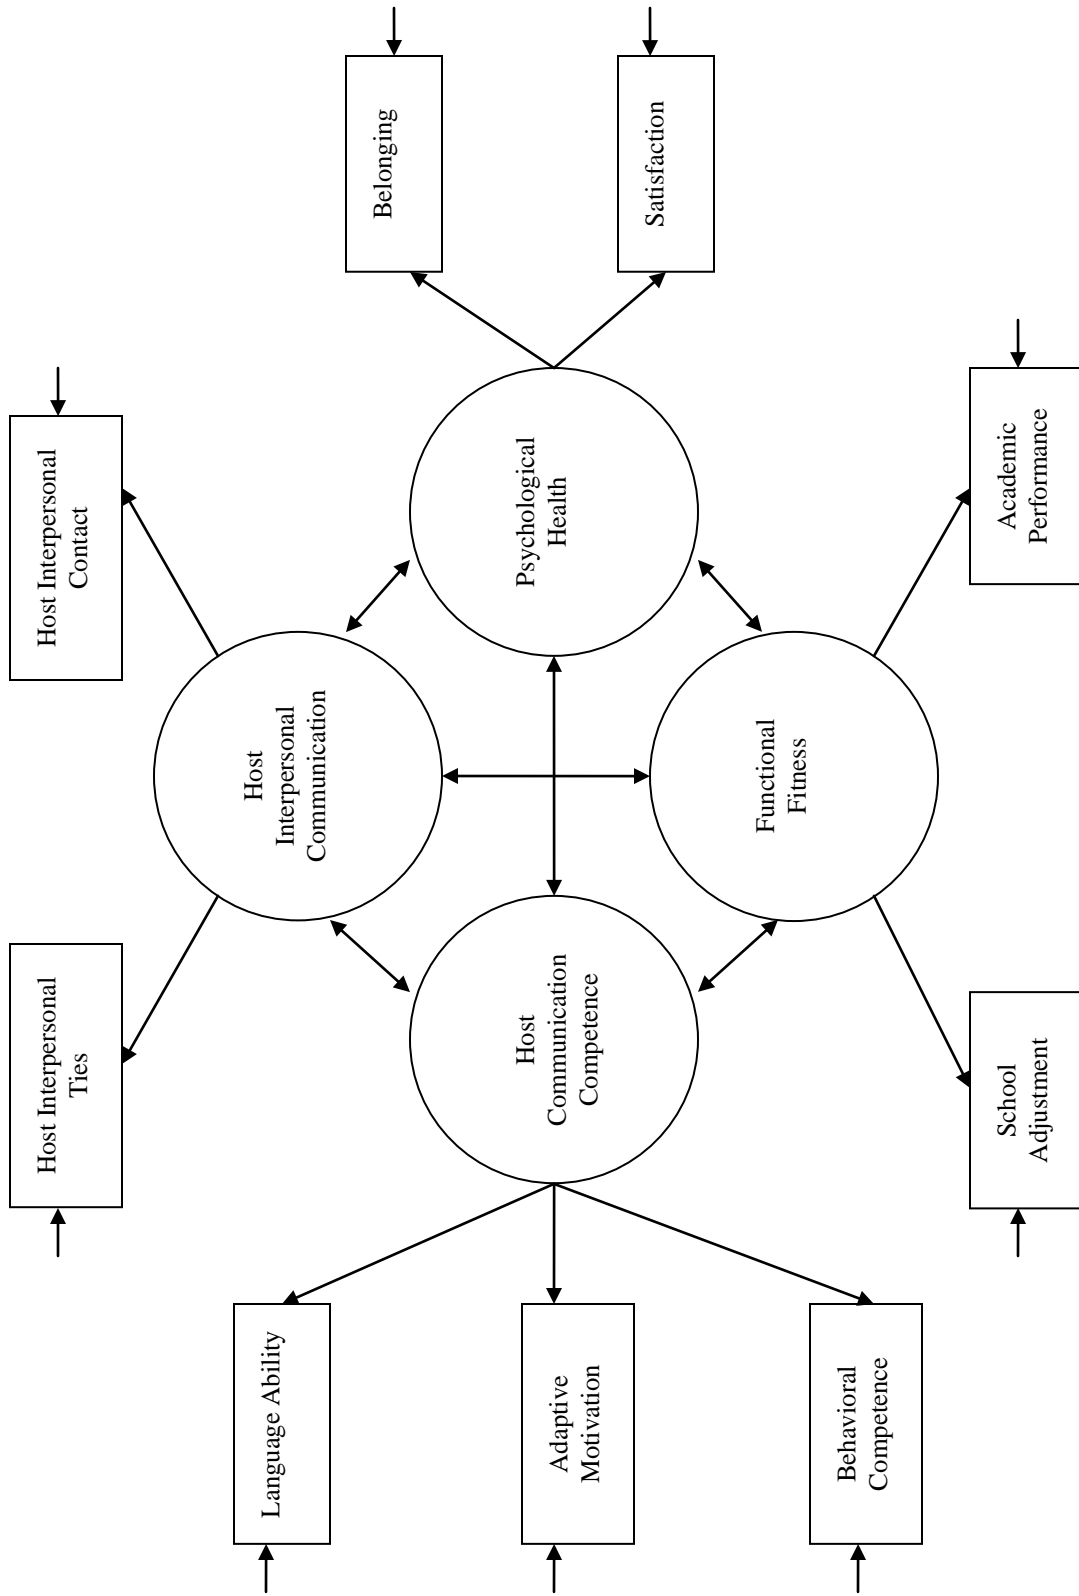 Host Interpersonal
Ties
Host Interpersonal
Contact
Language Ability
Host
Interpersonal
Communication
Belonging
Adaptive
Motivation
Host
Communication
Competence
Psychological
Health
Satisfaction
Behavioral
Competence
Functional
Fitness
School
Adjustment
Academic
Performance